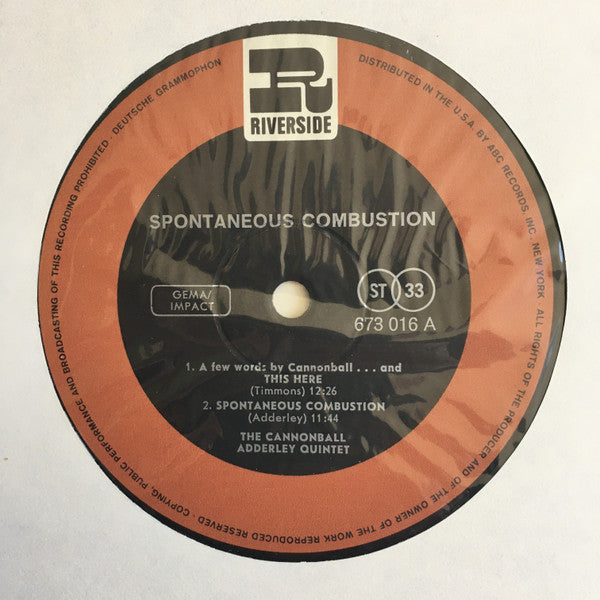 R
RIVERSIDE
SPONTANEOUS COMBUSTION
GEMA/
IMPACT
ST 33
673 016 A
1. A few words by Cannonball . . . and
THIS HERE
(Timmons) 12:26
2. SPONTANEOUS COMBUSTION
(Adderley) 11:44
THE CANNONBALL
ADDERLEY QUINTET
COPYING, PUBLIC PERFORMANCE AND BROADCASTING OF THIS RECORDING PROHIBITED · DEUTSCHE GRAMMOPHON
DISTRIBUTED IN THE U.S.A. BY ABC RECORDS, INC. NEW YORK · ALL RIGHTS OF THE PRODUCER AND OF THE OWNER OF THE WORK REPRODUCED RESERVED ·